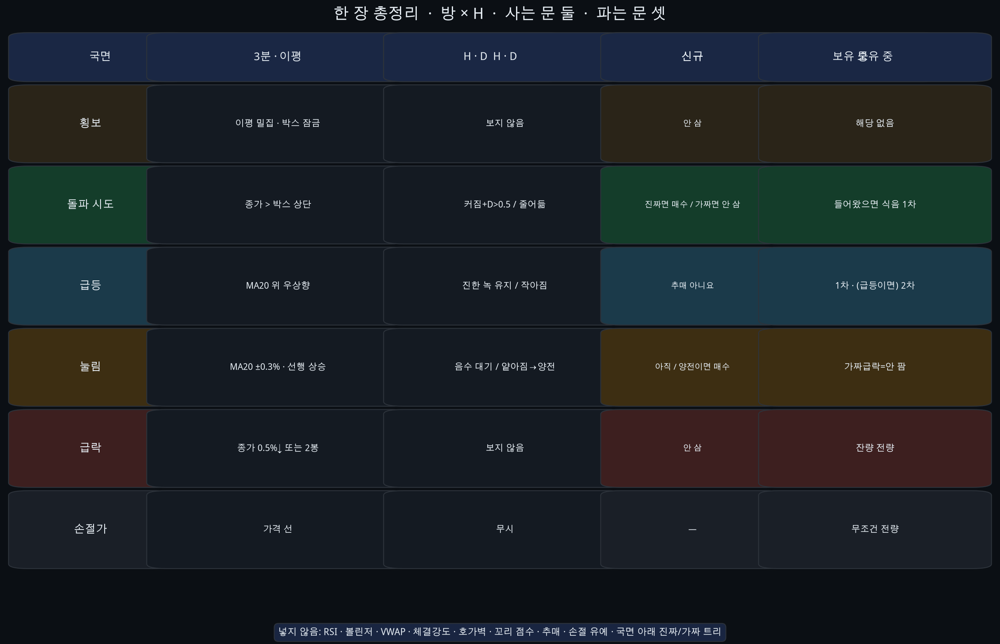 한 장 총정리 · 방 × H · 사는 문 둘 · 파는 문 셋
국면 3분 · 이평 H · D H · D 신규 보유 중 보유 중
횡보 이평 밀집 · 박스 잠금 보지 않음 안 삼 해당 없음
돌파 시도 종가 > 박스 상단 커짐+D>0.5 / 줄어듦 진짜면 매수 / 가짜면 안 삼 들어왔으면 식음 1차
급등 MA20 위 우상향 진한 녹 유지 / 작아짐 추매 아니요 1차 · (급등이면) 2차
눌림 MA20 ±0.3% · 선행 상승 음수 대기 / 얕아짐→양전 아직 / 양전이면 매수 가짜급락=안 팜
급락 종가 0.5%↓ 또는 2봉 보지 않음 안 삼 잔량 전량
손절가 가격 선 무시 — 무조건 전량
넣지 않음: RSI · 볼린저 · VWAP · 체결강도 · 호가벽 · 꼬리 점수 · 추매 · 손절 유예 · 국면 아래 진짜/가짜 트리